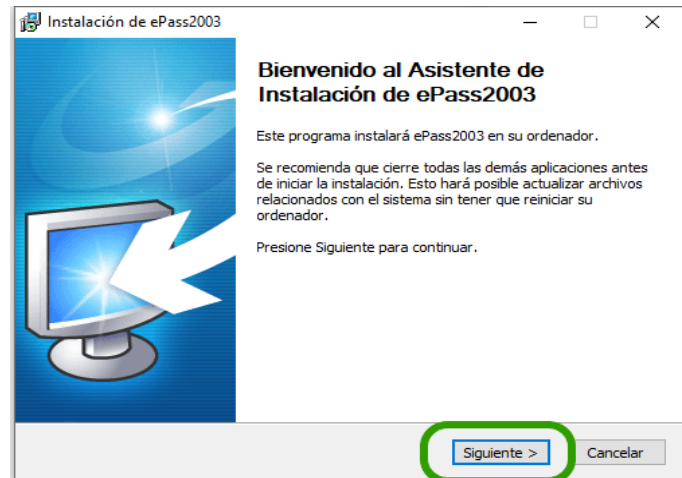 Instalación de ePass2003
Bienvenido al Asistente de
Instalación de ePass2003
Este programa instalará ePass2003 en su ordenador.
Se recomienda que cierre todas las demás aplicaciones antes
de iniciar la instalación. Esto hará posible actualizar archivos
relacionados con el sistema sin tener que reiniciar su
ordenador.
Presione Siguiente para continuar.
Siguiente >
Cancelar